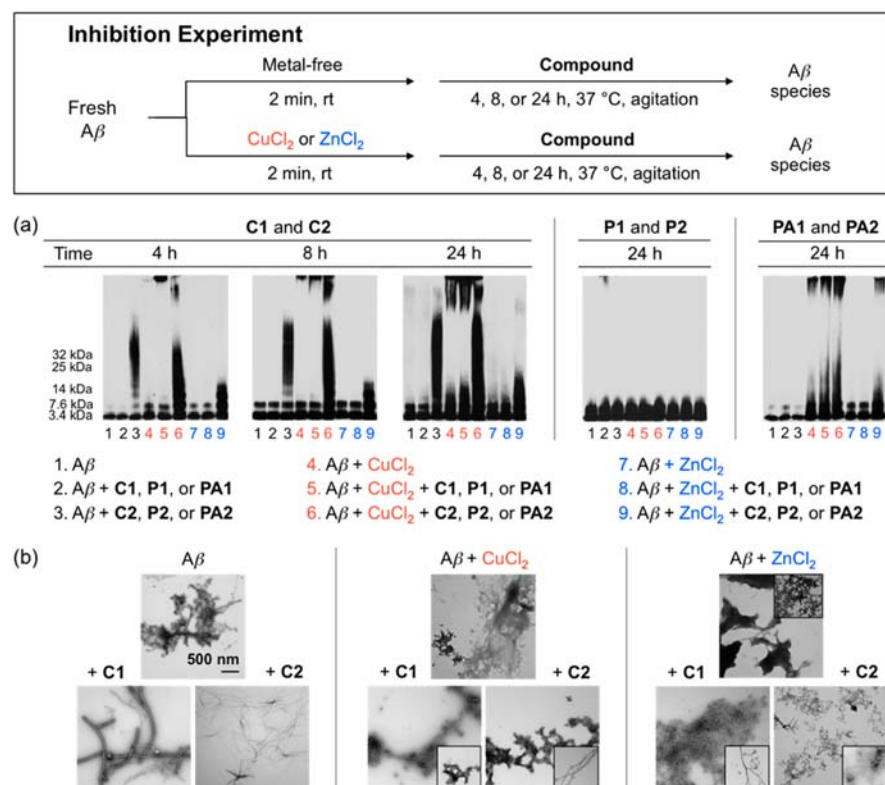 Inhibition Experiment
Metal-free
Compound
Aβ
species
2 min, rt
4, 8, or 24 h, 37 °C, agitation
Fresh
Aβ
CuCl₂ or ZnCl₂
Compound
Aβ
species
2 min, rt
4, 8, or 24 h, 37 °C, agitation
(a)
C1 and C2
P1 and P2
PA1 and PA2
Time 4 h 8 h 24 h 24 h 24 h
32 kDa
25 kDa
14 kDa
7.6 kDa
3.4 kDa
1 2 3 4 5 6 7 8 9 1 2 3 4 5 6 7 8 9 1 2 3 4 5 6 7 8 9 1 2 3 4 5 6 7 8 9 1 2 3 4 5 6 7 8 9
1. Aβ
2. Aβ + C1, P1, or PA1
3. Aβ + C2, P2, or PA2
4. Aβ + CuCl₂
5. Aβ + CuCl₂ + C1, P1, or PA1
6. Aβ + CuCl₂ + C2, P2, or PA2
7. Aβ + ZnCl₂
8. Aβ + ZnCl₂ + C1, P1, or PA1
9. Aβ + ZnCl₂ + C2, P2, or PA2
(b)
Aβ
500 nm
+ C1
+ C2
Aβ + CuCl₂
+ C1
+ C2
Aβ + ZnCl₂
+ C1
+ C2